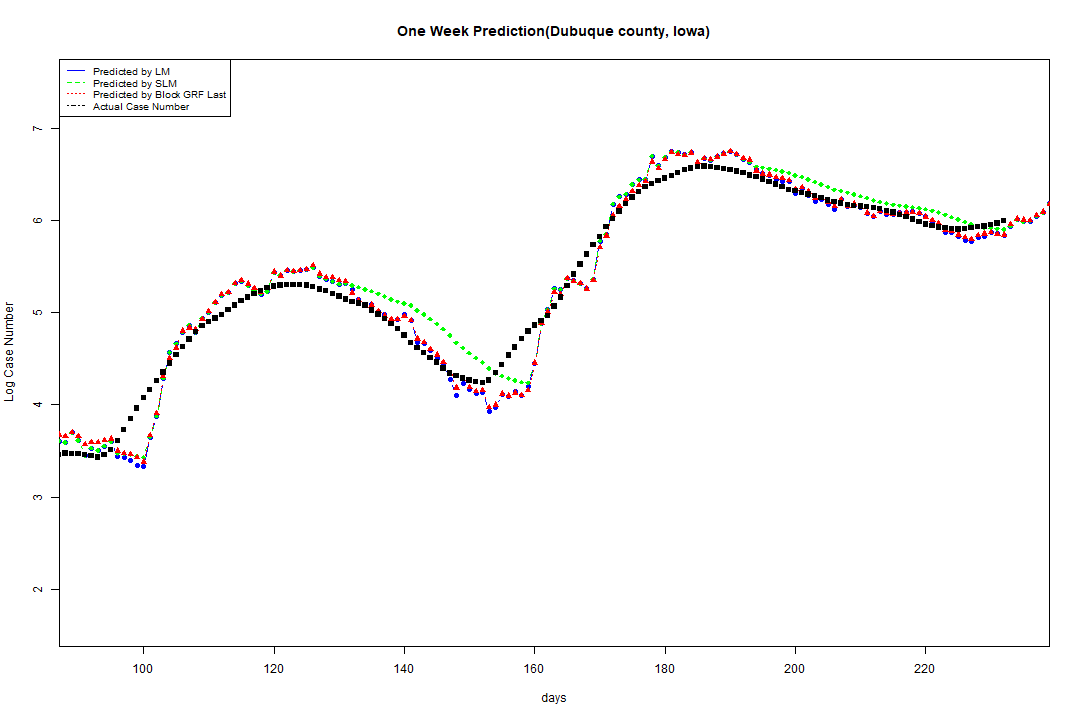 One Week Prediction(Dubuque county, Iowa)
Predicted by LM
Predicted by SLM
Predicted by Block GRF Last
Actual Case Number
Log Case Number
7
6
5
4
3
2
100 120 140 160 180 200 220
days